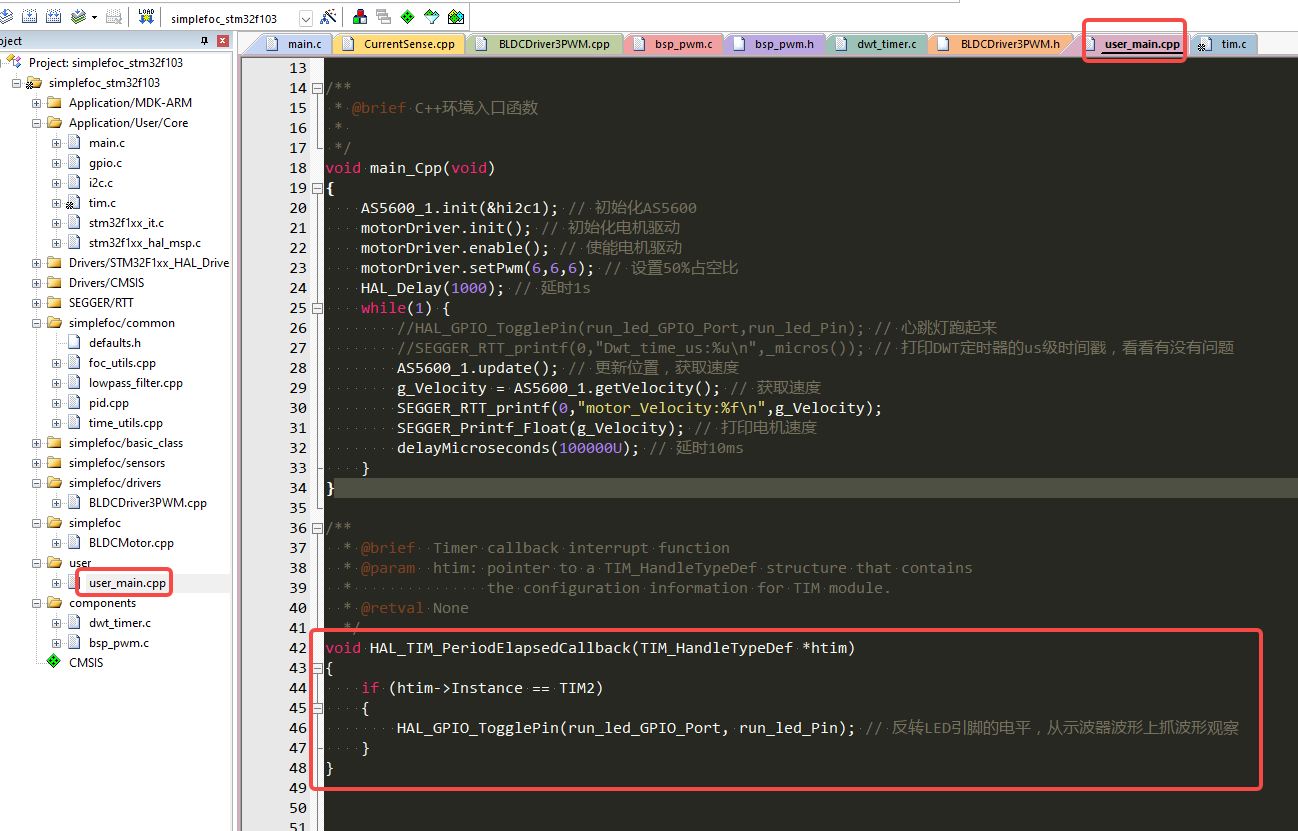 LOAD
simplefoc_stm32f103
oject
Project: simplefoc_stm32f103
simplefoc_stm32f103
Application/MDK-ARM
Application/User/Core
main.c
gpio.c
i2c.c
tim.c
stm32f1xx_it.c
stm32f1xx_hal_msp.c
Drivers/STM32F1xx_HAL_Drive
Drivers/CMSIS
SEGGER/RTT
simplefoc/common
defaults.h
foc_utils.cpp
lowpass_filter.cpp
pid.cpp
time_utils.cpp
simplefoc/basic_class
simplefoc/sensors
simplefoc/drivers
BLDCDriver3PWM.cpp
simplefoc
BLDCMotor.cpp
user
user_main.cpp
components
dwt_timer.c
bsp_pwm.c
CMSIS
main.c CurrentSense.cpp BLDCDriver3PWM.cpp bsp_pwm.c bsp_pwm.h dwt_timer.c BLDCDriver3PWM.h user_main.cpp tim.c
13
14 /**
15 * @brief C++环境入口函数
16 *
17 */
18 void main_Cpp(void)
19 {
20 AS5600_1.init(&hi2c1); // 初始化AS5600
21 motorDriver.init(); // 初始化电机驱动
22 motorDriver.enable(); // 使能电机驱动
23 motorDriver.setPwm(6,6,6); // 设置50%占空比
24 HAL_Delay(1000); // 延时1s
25 while(1) {
26 //HAL_GPIO_TogglePin(run_led_GPIO_Port,run_led_Pin); // 心跳灯跑起来
27 //SEGGER_RTT_printf(0,"Dwt_time_us:%u\n",_micros()); // 打印DWT定时器的us级时间戳，看看有没有问题
28 AS5600_1.update(); // 更新位置，获取速度
29 g_Velocity = AS5600_1.getVelocity(); // 获取速度
30 SEGGER_RTT_printf(0,"motor_Velocity:%f\n",g_Velocity);
31 SEGGER_Printf_Float(g_Velocity); // 打印电机速度
32 delayMicroseconds(100000U); // 延时10ms
33 }
34 }
35
36 /**
37 * @brief Timer callback interrupt function
38 * @param htim: pointer to a TIM_HandleTypeDef structure that contains
39 * the configuration information for TIM module.
40 * @retval None
41 */
42 void HAL_TIM_PeriodElapsedCallback(TIM_HandleTypeDef *htim)
43 {
44 if (htim->Instance == TIM2)
45 {
46 HAL_GPIO_TogglePin(run_led_GPIO_Port, run_led_Pin); // 反转LED引脚的电平，从示波器波形上抓波形观察
47 }
48 }
49
50
51